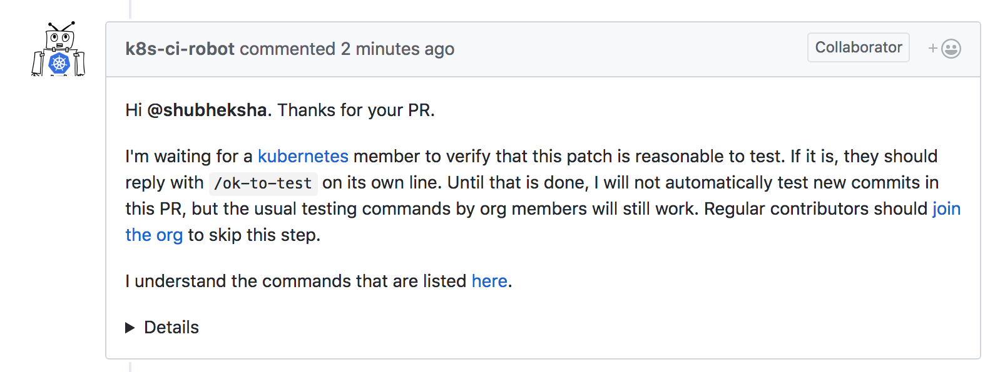 k8s-ci-robot commented 2 minutes ago
Collaborator
Hi @shubheksha. Thanks for your PR.
I'm waiting for a kubernetes member to verify that this patch is reasonable to test. If it is, they should
reply with /ok-to-test on its own line. Until that is done, I will not automatically test new commits in
this PR, but the usual testing commands by org members will still work. Regular contributors should join
the org to skip this step.
I understand the commands that are listed here.
Details